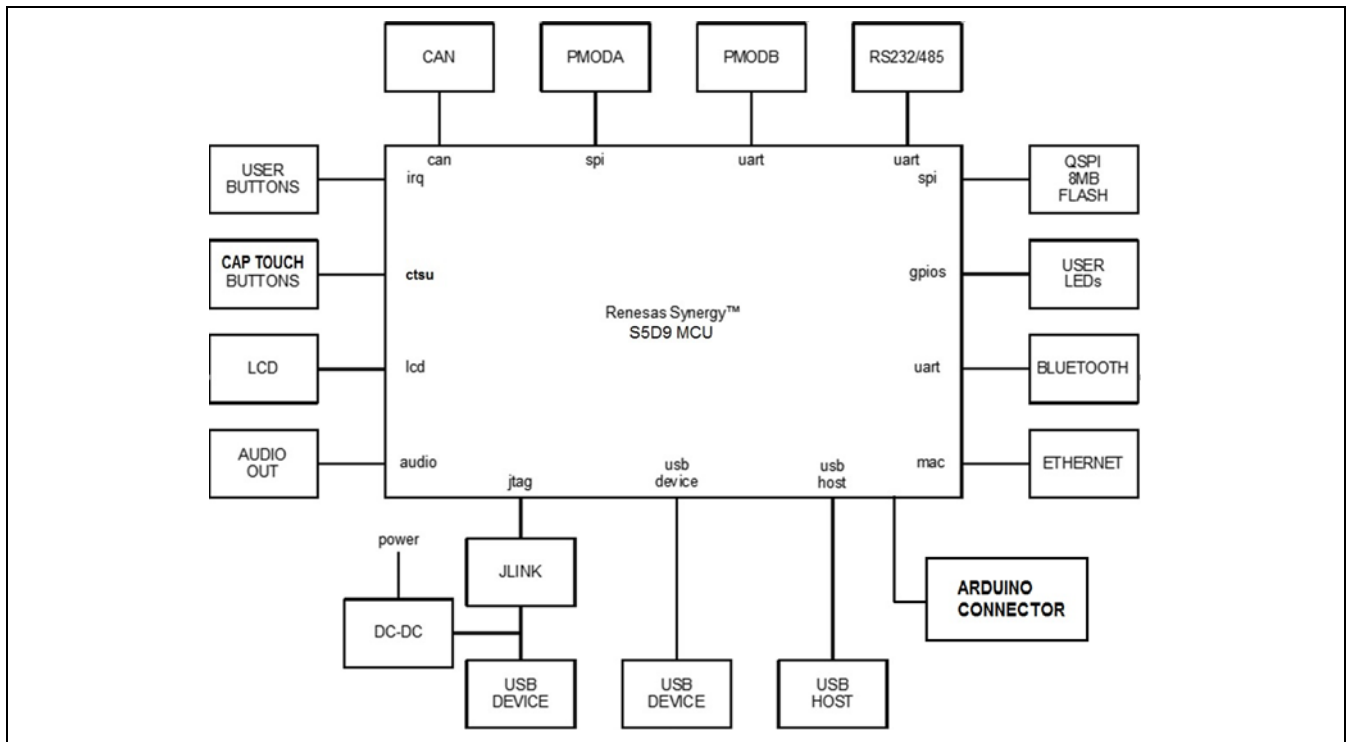 CAN
PMODA
PMODB
RS232/485
can
spi
uart
uart
USER
BUTTONS
irq
spi
QSPI
8MB
FLASH
CAP TOUCH
BUTTONS
ctsu
gpios
USER
LEDs
Renesas Synergy™
S5D9 MCU
LCD
lcd
uart
BLUETOOTH
AUDIO
OUT
audio
jtag
usb
device
usb
host
mac
ETHERNET
power
JLINK
DC-DC
ARDUINO
CONNECTOR
USB
DEVICE
USB
DEVICE
USB
HOST